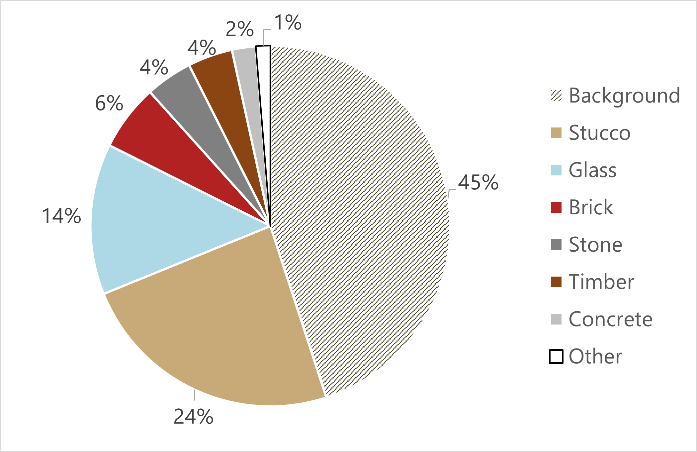 1%
2%
4%
4%
6%
14%
45%
24%
Background
Stucco
Glass
Brick
Stone
Timber
Concrete
Other